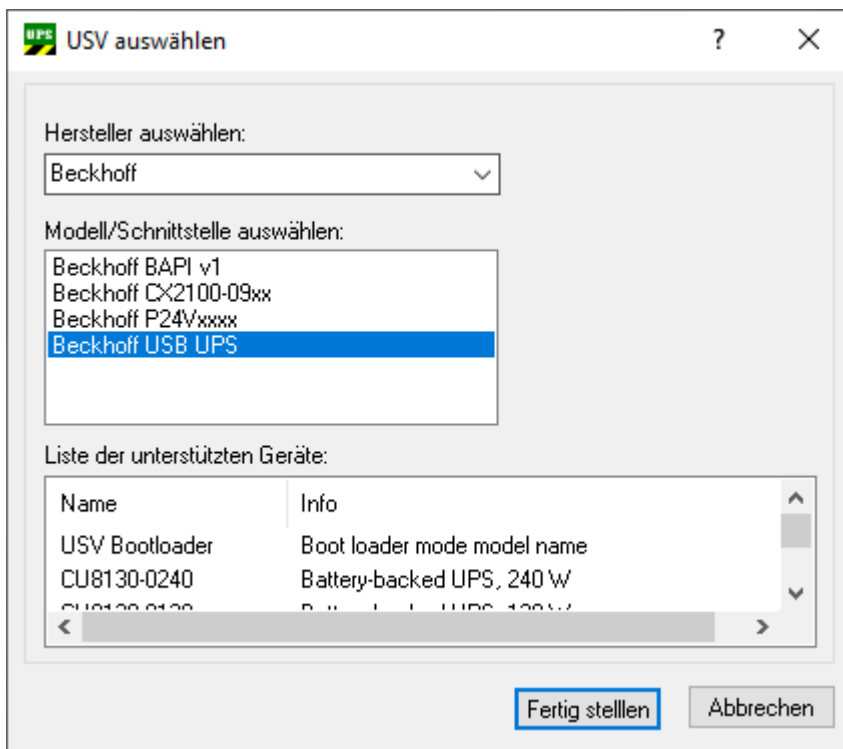 UPS USV auswählen ?
Hersteller auswählen:
Beckhoff
Modell/Schnittstelle auswählen:
Beckhoff BAPI v1
Beckhoff CX2100-09xx
Beckhoff P24Vxxxx
Beckhoff USB UPS
Liste der unterstützten Geräte:
Name Info
USV Bootloader Boot loader mode model name
CU8130-0240 Battery-backed UPS, 240 W
Fertig stelllen Abbrechen